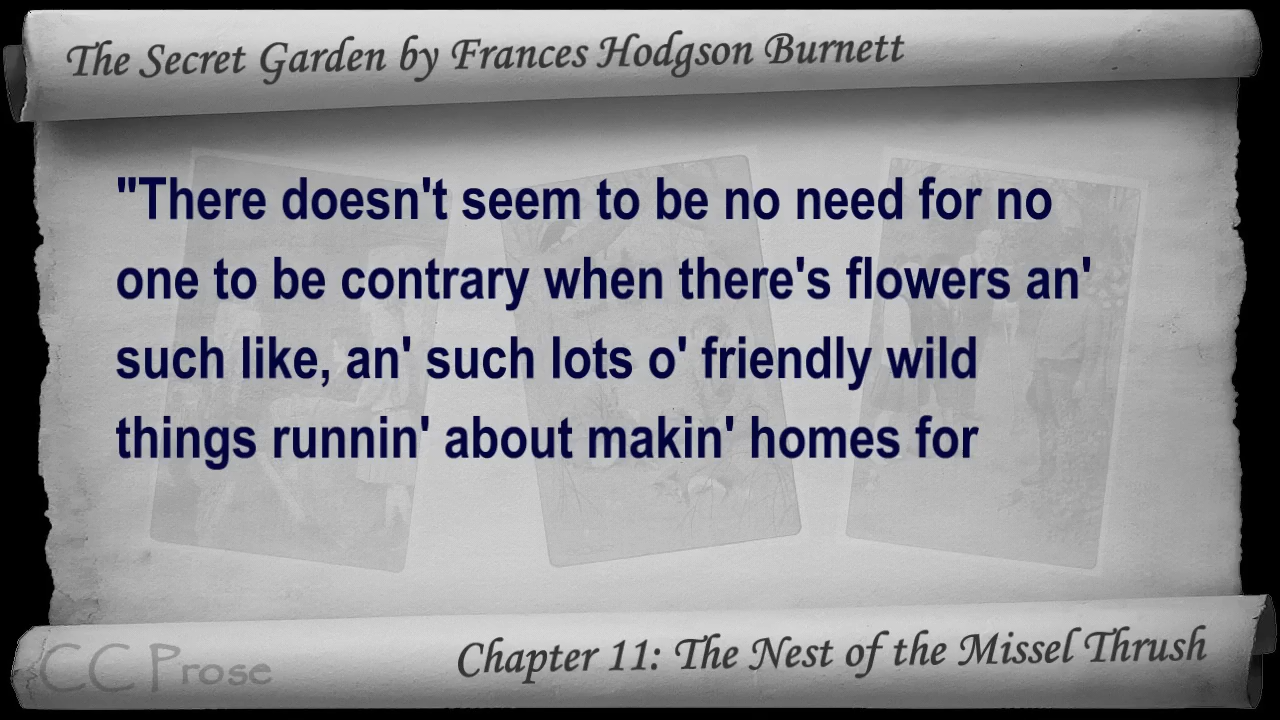 The Secret Garden by Frances Hodgson Burnett
"There doesn't seem to be no need for no
one to be contrary when there's flowers an'
such like, an' such lots o' friendly wild
things runnin' about makin' homes for
CC Prose
Chapter 11: The Nest of the Missel Thrush